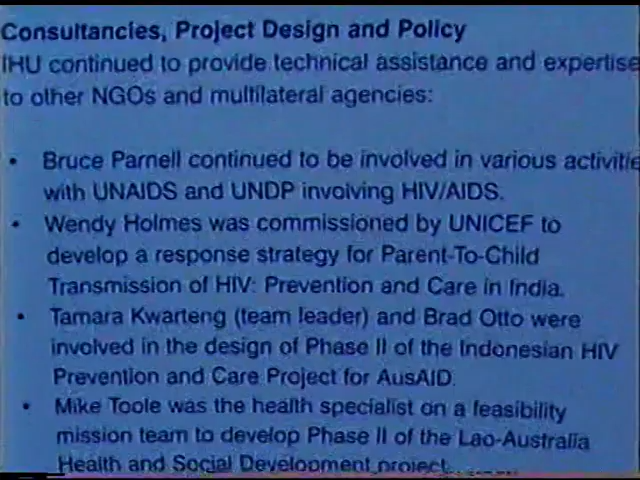 Consultancies, Project Design and Policy
IHU continued to provide technical assistance and expertise
to other NGOs and multilateral agencies:
• Bruce Parnell continued to be involved in various activitie
with UNAIDS and UNDP involving HIV/AIDS.
• Wendy Holmes was commissioned by UNICEF to
develop a response strategy for Parent-To-Child
Transmission of HIV: Prevention and Care in India.
• Tamara Kwarteng (team leader) and Brad Otto were
involved in the design of Phase II of the Indonesian HIV
Prevention and Care Project for AusAID.
• Mike Toole was the health specialist on a feasibility
mission team to develop Phase II of the Lao-Australia
Health and Social Development project.